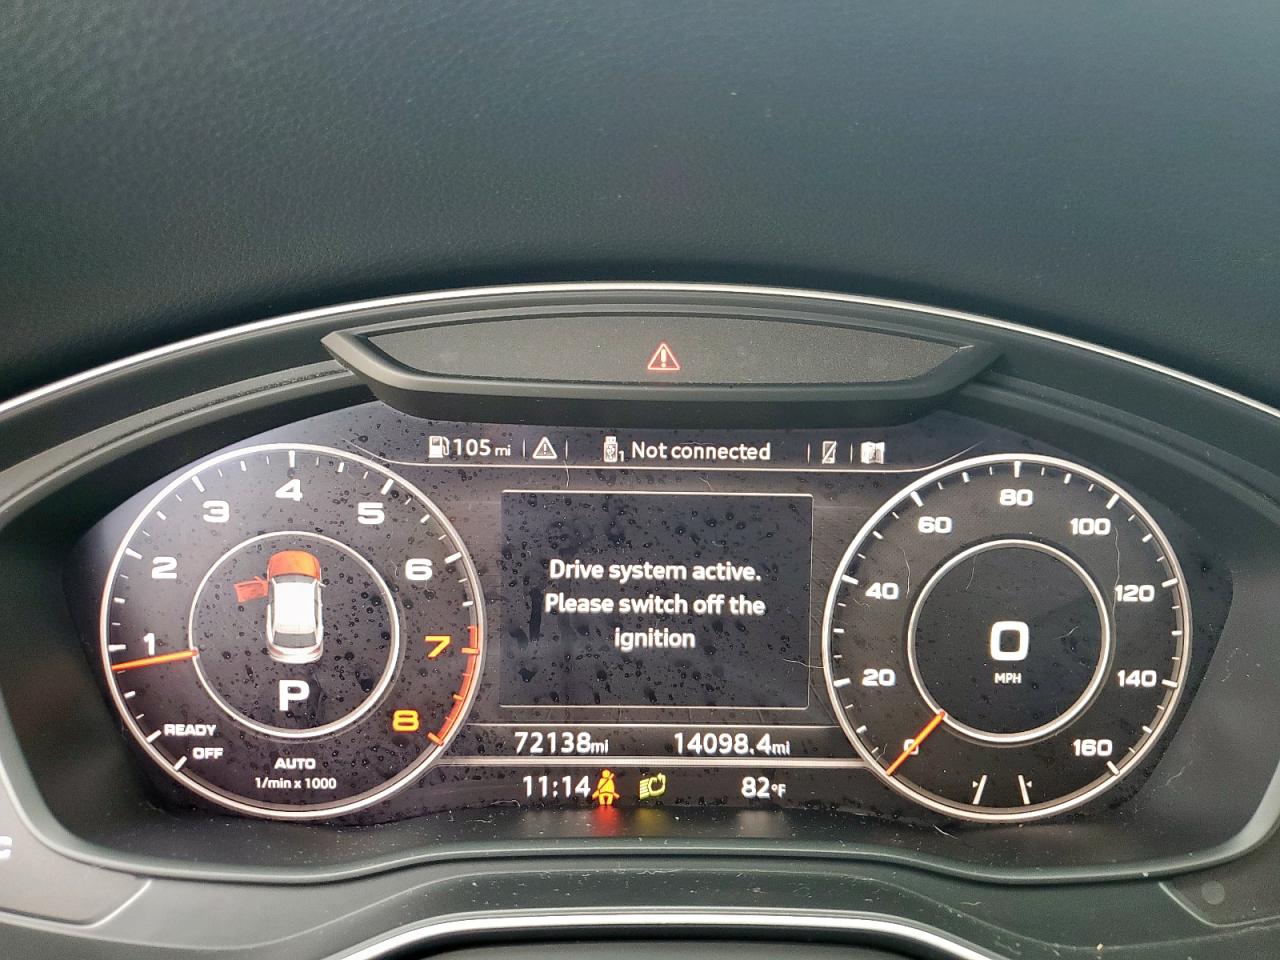 105 mi
1 Not connected
1
2
3
4
5
6
7
8
P
READY
OFF
AUTO
1/min x 1000
Drive system active.
Please switch off the
ignition
72138mi 14098.4mi
11:14 82°F
0
20
40
60
80
100
120
140
160
0
MPH